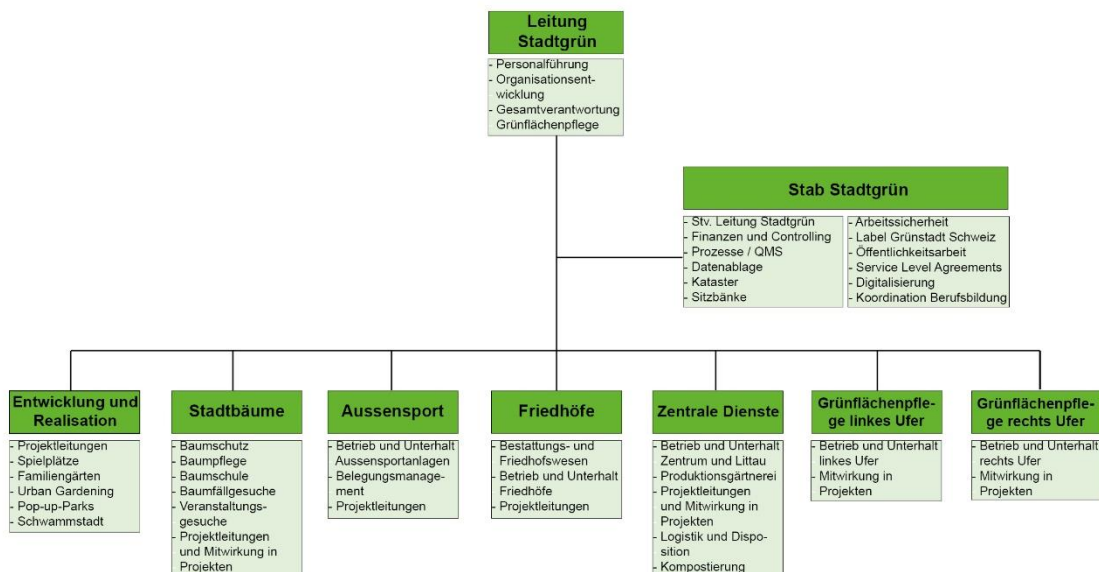 Leitung
Stadtgrün
- Personalführung
- Organisationsent-
wicklung
- Gesamtverantwortung
Grünflächenpflege
Stab Stadtgrün
- Stv. Leitung Stadtgrün
- Finanzen und Controlling
- Prozesse / QMS
- Datenablage
- Kataster
- Sitzbänke
- Arbeitssicherheit
- Label Grünstadt Schweiz
- Öffentlichkeitsarbeit
- Service Level Agreements
- Digitalisierung
- Koordination Berufsbildung
Entwicklung und
Realisation
- Projektleitungen
- Spielplätze
- Familiengärten
- Urban Gardening
- Pop-up-Parks
- Schwammstadt
Stadtbäume
- Baumschutz
- Baumpflege
- Baumschule
- Baumfällgesuche
- Veranstaltungs-
gesuche
- Projektleitungen
und Mitwirkung in
Projekten
Aussensport
- Betrieb und Unterhalt
Aussensportanlagen
- Belegungsmanage-
ment
- Projektleitungen
Friedhöfe
- Bestattungs- und
Friedhofswesen
- Betrieb und Unterhalt
Friedhöfe
- Projektleitungen
Zentrale Dienste
- Betrieb und Unterhalt
Zentrum und Littau
- Produktionsgärtnerei
- Projektleitungen
und Mitwirkung in
Projekten
- Logistik und Dispo-
sition
- Kompostierung
Grünflächenpfle-
ge linkes Ufer
- Betrieb und Unterhalt
linkes Ufer
- Mitwirkung in
Projekten
Grünflächenpfle-
ge rechts Ufer
- Betrieb und Unterhalt
rechts Ufer
- Mitwirkung in
Projekten